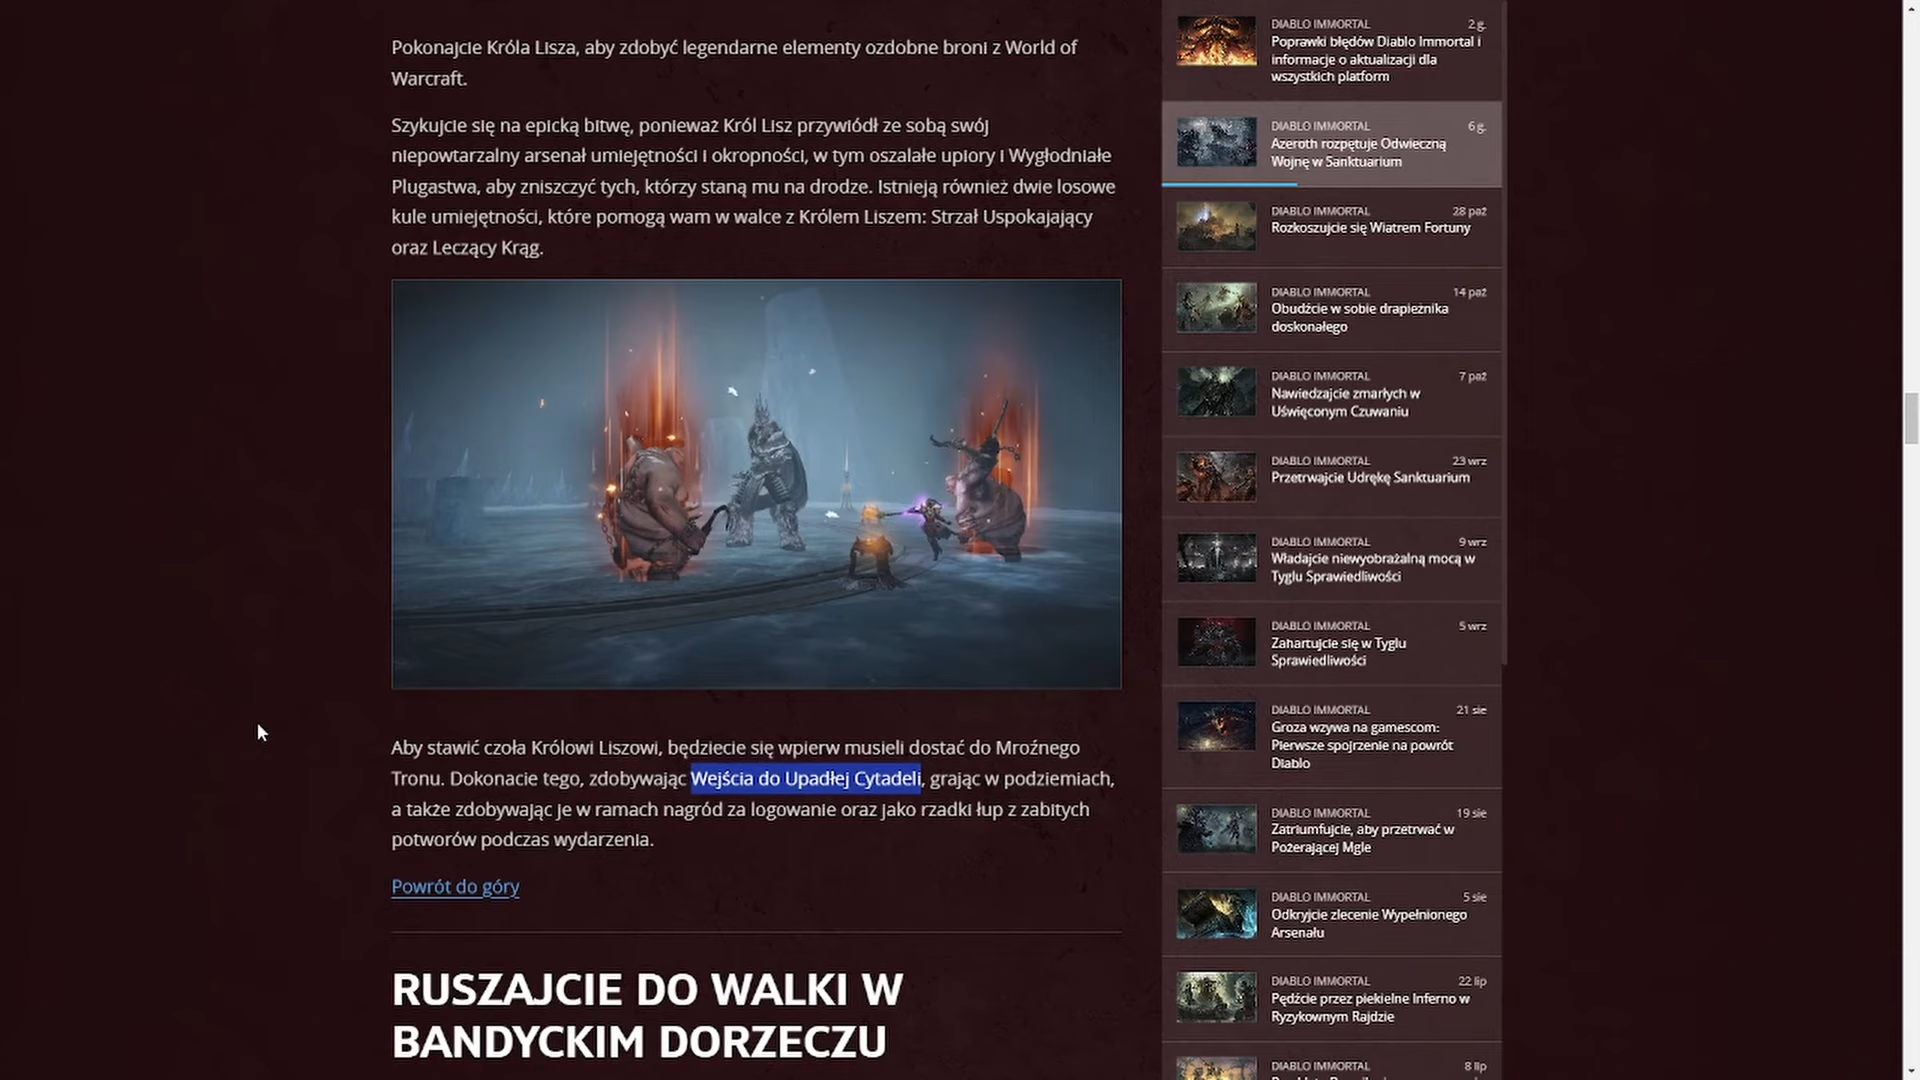 Pokonajcie Króla Lisza, aby zdobyć legendarne elementy ozdobne broni z World of
Warcraft.
Szykujcie się na epicką bitwę, ponieważ Król Lisz przywiódł ze sobą swój
niepowtarzalny arsenał umiejętności i okropności, w tym oszalałe upiory i Wygłodniałe
Plugastwa, aby zniszczyć tych, którzy staną mu na drodze. Istnieją również dwie losowe
kule umiejętności, które pomogą wam w walce z Królem Liszem: Strzał Uspokajający
oraz Leczący Krąg.
Aby stawić czoła Królowi Liszowi, będziecie się wpierw musieli dostać do Mroźnego
Tronu. Dokonacie tego, zdobywając Wejścia do Upadłej Cytadeli, grając w podziemiach,
a także zdobywając je w ramach nagród za logowanie oraz jako rzadki łup z zabitych
potworów podczas wydarzenia.
Powrót do góry
RUSZAJCIE DO WALKI W
BANDYCKIM DORZECZU
DIABLO IMMORTAL 2 g.
Poprawki błędów Diablo Immortal i
informacje o aktualizacji dla
wszystkich platform
DIABLO IMMORTAL 6 g.
Azeroth rozpętuje Odwieczną
Wojnę w Sanktuarium
DIABLO IMMORTAL 28 paź
Rozkoszujcie się Wiatrem Fortuny
DIABLO IMMORTAL 14 paź
Obudźcie w sobie drapieżnika
doskonałego
DIABLO IMMORTAL 7 paź
Nawiedzajcie zmarłych w
Uświęconym Czuwaniu
DIABLO IMMORTAL 23 wrz
Przetrwajcie Udrękę Sanktuarium
DIABLO IMMORTAL 9 wrz
Władajcie niewyobrażalną mocą w
Tyglu Sprawiedliwości
DIABLO IMMORTAL 5 wrz
Zahartujcie się w Tyglu
Sprawiedliwości
DIABLO IMMORTAL 21 sie
Groza wzywa na gamescom:
Pierwsze spojrzenie na powrót
Diablo
DIABLO IMMORTAL 19 sie
Zatriumfujcie, aby przetrwać w
Pożerającej Mgle
DIABLO IMMORTAL 5 sie
Odkryjcie zlecenie Wypełnionego
Arsenału
DIABLO IMMORTAL 22 lip
Pędźcie przez piekielne Inferno w
Ryzykownym Rajdzie
DIABLO IMMORTAL 8 lip